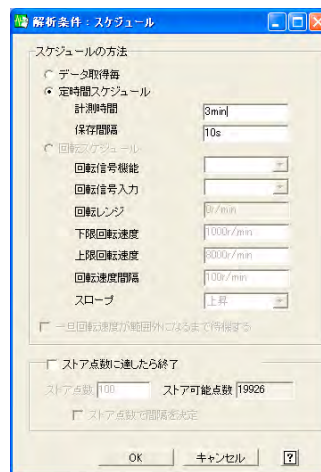 解析条件：スケジュール
スケジュールの方法
データ取得毎
定時間スケジュール
計測時間 3min
保存間隔 10s
回転スケジュール
回転信号機能
回転信号入力
回転レンジ 0r/min
下限回転速度 1000r/min
上限回転速度 8000r/min
回転速度間隔 100r/min
スロープ 上昇
一旦回転速度が範囲外になるまで待機する
ストア点数に達したら終了
ストア点数 100 ストア可能点数 19926
ストア点数で間隔を決定
OK キャンセル ?